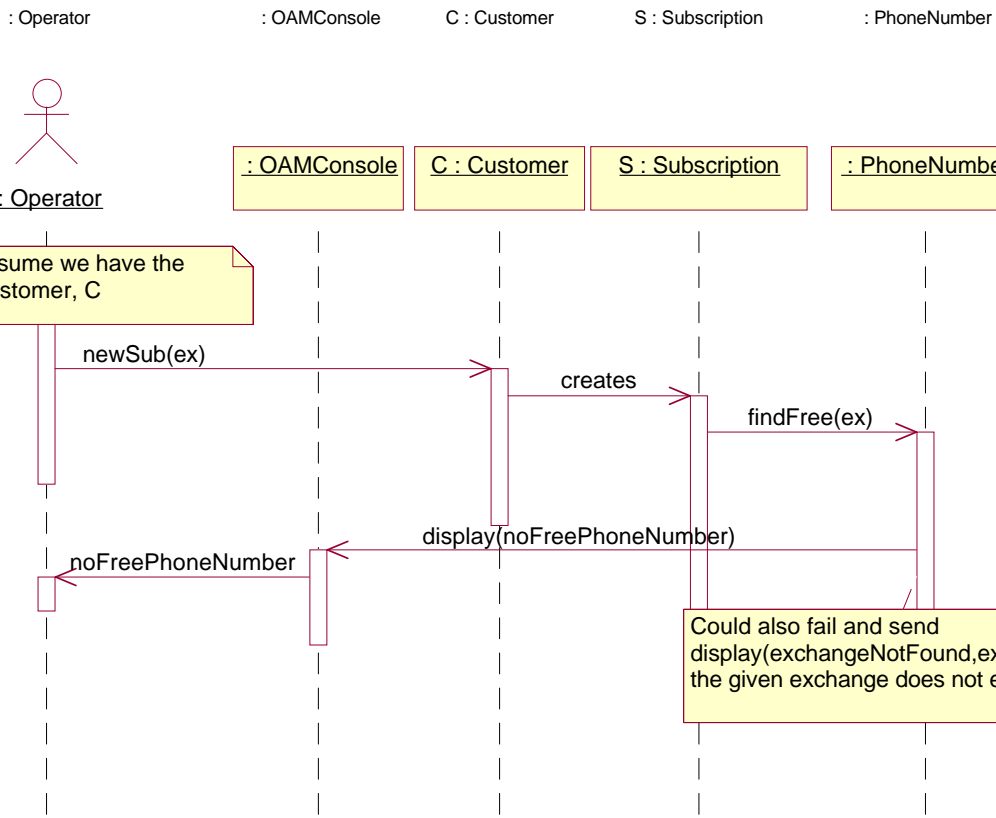 : Operator
: OAMConsole
C : Customer
S : Subscription
: PhoneNumber
: OAMConsole
C : Customer
S : Subscription
: PhoneNumbe
: Operator
sume we have the
stomer, C
newSub(ex)
creates
findFree(ex)
display(noFreePhoneNumber)
noFreePhoneNumber
Could also fail and send
display(exchangeNotFound,ex
the given exchange does not e